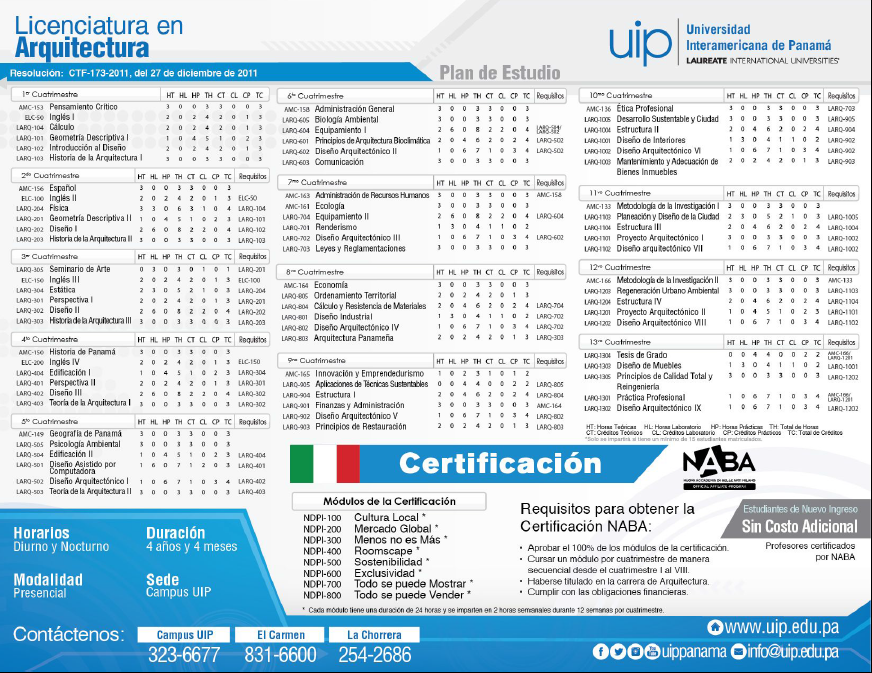 Licenciatura en
Arquitectura
Resolución: CTF-173-2011, del 27 de diciembre de 2011
Plan de Estudio
uip
Universidad
Interamericana de Panamá
LAUREATE INTERNATIONAL UNIVERSITIES®
1er Cuatrimestre HT HL HP TH CT CL CP TC
AMC-153 Pensamiento Crítico 3 0 0 3 3 0 0 3
ELC-50 Inglés I 2 0 2 4 2 0 1 3
LARQ-104 Cálculo 2 0 2 4 2 0 1 3
LARQ-101 Geometría Descriptiva I 1 0 4 5 1 0 2 3
LARQ-102 Introducción al Diseño 2 0 2 4 2 0 1 3
LARQ-103 Historia de la Arquitectura I 3 0 0 3 3 0 0 3
2do Cuatrimestre HT HL HP TH CT CL CP TC Requisitos
AMC-156 Español 3 0 0 3 3 0 0 3
ELC-100 Inglés II 2 0 2 4 2 0 1 3 ELC-50
LARQ-204 Física 3 3 0 6 3 1 0 4 LARQ-104
LARQ-201 Geometría Descriptiva II 1 0 4 5 1 0 2 3 LARQ-101
LARQ-202 Diseño I 2 6 0 8 2 2 0 4 LARQ-102
LARQ-203 Historia de la Arquitectura II 3 0 0 3 3 0 0 3 LARQ-103
3er Cuatrimestre HT HL HP TH CT CL CP TC Requisitos
LARQ-305 Seminario de Arte 0 3 0 3 0 1 0 1 LARQ-201
ELC-150 Inglés III 2 0 2 4 2 0 1 3 ELC-100
LARQ-304 Estática 2 3 0 5 2 1 0 3 LARQ-204
LARQ-301 Perspectiva I 2 0 2 4 2 0 1 3 LARQ-201
LARQ-302 Diseño II 2 6 0 8 2 2 0 4 LARQ-202
LARQ-303 Historia de la Arquitectura III 3 0 0 3 3 0 0 3 LARQ-203
4to Cuatrimestre HT HL HP TH CT CL CP TC Requisitos
AMC-150 Historia de Panamá 3 0 0 3 3 0 0 3
ELC-200 Inglés IV 2 0 2 4 2 0 1 3 ELC-150
LARQ-404 Edificación I 1 0 4 5 1 0 2 3 LARQ-304
LARQ-401 Perspectiva II 2 0 2 4 2 0 1 3 LARQ-301
LARQ-402 Diseño III 2 6 0 8 2 2 0 4 LARQ-302
LARQ-403 Teoría de la Arquitectura I 3 0 0 3 3 0 0 3 LARQ-302
5to Cuatrimestre HT HL HP TH CT CL CP TC Requisitos
AMC-149 Geografía de Panamá 3 0 0 3 3 0 0 3
LARQ-505 Psicología Ambiental 3 0 0 3 3 0 0 3
LARQ-504 Edificación II 1 0 4 5 1 0 2 3 LARQ-404
LARQ-501 Diseño Asistido por
Computadora 1 6 0 7 1 2 0 3 LARQ-401
LARQ-502 Diseño Arquitectónico I 1 0 6 7 1 0 3 4 LARQ-402
LARQ-503 Teoría de la Arquitectura II 3 0 0 3 3 0 0 3 LARQ-403
6to Cuatrimestre HT HL HP TH CT CL CP TC Requisitos
AMC-158 Administración General 3 0 0 3 3 0 0 3
LARQ-605 Biología Ambiental 3 0 0 3 3 0 0 3
LARQ-604 Equipamiento I 2 6 0 8 2 2 0 4
LARQ-601 Principios de Arquitectura Bioclimática 2 0 4 6 2 0 2 4 LARQ-502
LARQ-602 Diseño Arquitectónico II 1 0 6 7 1 0 3 4 LARQ-502
LARQ-603 Comunicación 3 0 0 3 3 0 0 3
7mo Cuatrimestre HT HL HP TH CT CL CP TC Requisitos
AMC-163 Administración de Recursos Humanos 3 0 0 3 3 0 0 3 AMC-158
AMC-161 Ecología 3 0 0 3 3 0 0 3
LARQ-704 Equipamiento II 2 6 0 8 2 2 0 4 LARQ-604
LARQ-701 Renderismo 1 3 0 4 1 1 0 2
LARQ-702 Diseño Arquitectónico III 1 0 6 7 1 0 3 4 LARQ-602
LARQ-703 Leyes y Reglamentaciones 3 0 0 3 3 0 0 3
8vo Cuatrimestre HT HL HP TH CT CL CP TC Requisitos
AMC-164 Economía 3 0 0 3 3 0 0 3
LARQ-805 Ordenamiento Territorial 2 0 2 4 2 0 1 3
LARQ-804 Cálculo y Resistencia de Materiales 2 0 4 6 2 0 2 4 LARQ-704
LARQ-801 Diseño Industrial 1 3 0 4 1 1 0 2 LARQ-702
LARQ-802 Diseño Arquitectónico IV 1 0 6 7 1 0 3 4 LARQ-702
LARQ-803 Arquitectura Panameña 2 0 2 4 2 0 1 3 LARQ-503
9no Cuatrimestre HT HL HP TH CT CL CP TC Requisitos
AMC-165 Innovación y Emprendedurismo 1 0 2 3 1 0 1 2
LARQ-905 Aplicaciones de Técnicas Sustentables 0 0 4 4 0 0 2 2 LARQ-805
LARQ-904 Estructura I 2 0 4 6 2 0 2 4 LARQ-804
LARQ-901 Finanzas y Administración 3 0 0 3 3 0 0 3 AMC-164
LARQ-902 Diseño Arquitectónico V 1 0 6 7 1 0 3 4 LARQ-802
LARQ-903 Principios de Restauración 2 0 2 4 2 0 1 3 LARQ-803
10mo Cuatrimestre HT HL HP TH CT CL CP TC Requisitos
AMC-136 Ética Profesional 3 0 0 3 3 0 0 3 LARQ-703
LARQ-1005 Desarrollo Sustentable y Ciudad 3 0 0 3 3 0 0 3 LARQ-905
LARQ-1004 Estructura II 2 0 4 6 2 0 2 4 LARQ-904
LARQ-1001 Diseño de Interiores 1 3 0 4 1 1 0 2 LARQ-902
LARQ-1002 Diseño Arquitectónico VI 1 0 6 7 1 0 3 4 LARQ-902
LARQ-1003 Mantenimiento y Adecuación de 2 0 2 4 2 0 1 3 LARQ-903
Bienes Inmuebles
11vo Cuatrimestre HT HL HP TH CT CL CP TC Requisitos
AMC-133 Metodología de la Investigación I 3 0 0 3 3 0 0 3
LARQ-1103 Planeación y Diseño de la Ciudad 2 3 0 5 2 1 0 3 LARQ-1005
LARQ-1104 Estructura III 2 0 4 6 2 0 2 4 LARQ-1004
LARQ-1101 Proyecto Arquitectónico I 3 0 0 3 3 0 0 3 LARQ-1002
LARQ-1102 Diseño arquitectónico VII 1 0 6 7 1 0 3 4 LARQ-1002
12vo Cuatrimestre HT HL HP TH CT CL CP TC Requisitos
AMC-166 Metodología de la Investigación II 3 0 0 3 3 0 0 3 AMC-133
LARQ-1203 Regeneración Urbano Ambiental 3 0 0 3 3 0 0 3 LARQ-1103
LARQ-1204 Estructura IV 2 0 4 6 2 0 2 4 LARQ-1104
LARQ-1201 Proyecto Arquitectónico II 1 0 4 5 1 0 2 3 LARQ-1101
LARQ-1202 Diseño Arquitectónico VIII 1 0 6 7 1 0 3 4 LARQ-1102
13vo Cuatrimestre HT HL HP TH CT CL CP TC Requisitos
LARQ-1304 Tesis de Grado 0 0 4 4 0 0 2 2 AMC-166/ LARQ-1201
LARQ-1303 Diseño de Muebles 1 3 0 4 1 1 0 2 LARQ-1001
LARQ-1305 Principios de Calidad Total y 3 0 0 3 3 0 0 3 LARQ-1202
Reingeniería
LARQ-1301 Práctica Profesional 1 0 6 7 1 0 3 4 AMC-166/ LARQ-1201
LARQ-1302 Diseño Arquitectónico IX 1 0 6 7 1 0 3 4 LARQ-1202
HT: Horas Teóricas HL: Horas Laboratorio HP: Horas Prácticas TH: Total de Horas
CT: Créditos Teóricos CL: Créditos Laboratorio CP: Créditos Prácticos TC: Total de Créditos
*Solo se impartirá si tiene un mínimo de 15 estudiantes matriculados.
Certificación
NABA
NUOVA ACCADEMIA DI BELLE ARTI MILANO
OFFICIAL AFFILIATE PROGRAM
Módulos de la Certificación
NDPI-100 Cultura Local *
NDPI-200 Mercado Global *
NDPI-300 Menos no es Más *
NDPI-400 Roomscape *
NDPI-500 Sostenibilidad *
NDPI-600 Exclusividad *
NDPI-700 Todo se puede Mostrar *
NDPI-800 Todo se puede Vender *
* Cada módulo tiene una duración de 24 horas y se imparten en 2 horas semanales durante 12 semanas por cuatrimestre.
Requisitos para obtener la
Certificación NABA:
• Aprobar el 100% de los módulos de la certificación.
• Cursar un módulo por cuatrimestre de manera
secuencial desde el cuatrimestre I al VIII.
• Haberse titulado en la carrera de Arquitectura.
• Cumplir con las obligaciones financieras.
Estudiantes de Nuevo Ingreso
Sin Costo Adicional
Profesores certificados
por NABA
Horarios
Diurno y Nocturno
Duración
4 años y 4 meses
Modalidad
Presencial
Sede
Campus UIP
Contáctenos:
Campus UIP
323-6677
El Carmen
831-6600
La Chorrera
254-2686
www.uip.edu.pa
uippanama info@uip.edu.pa